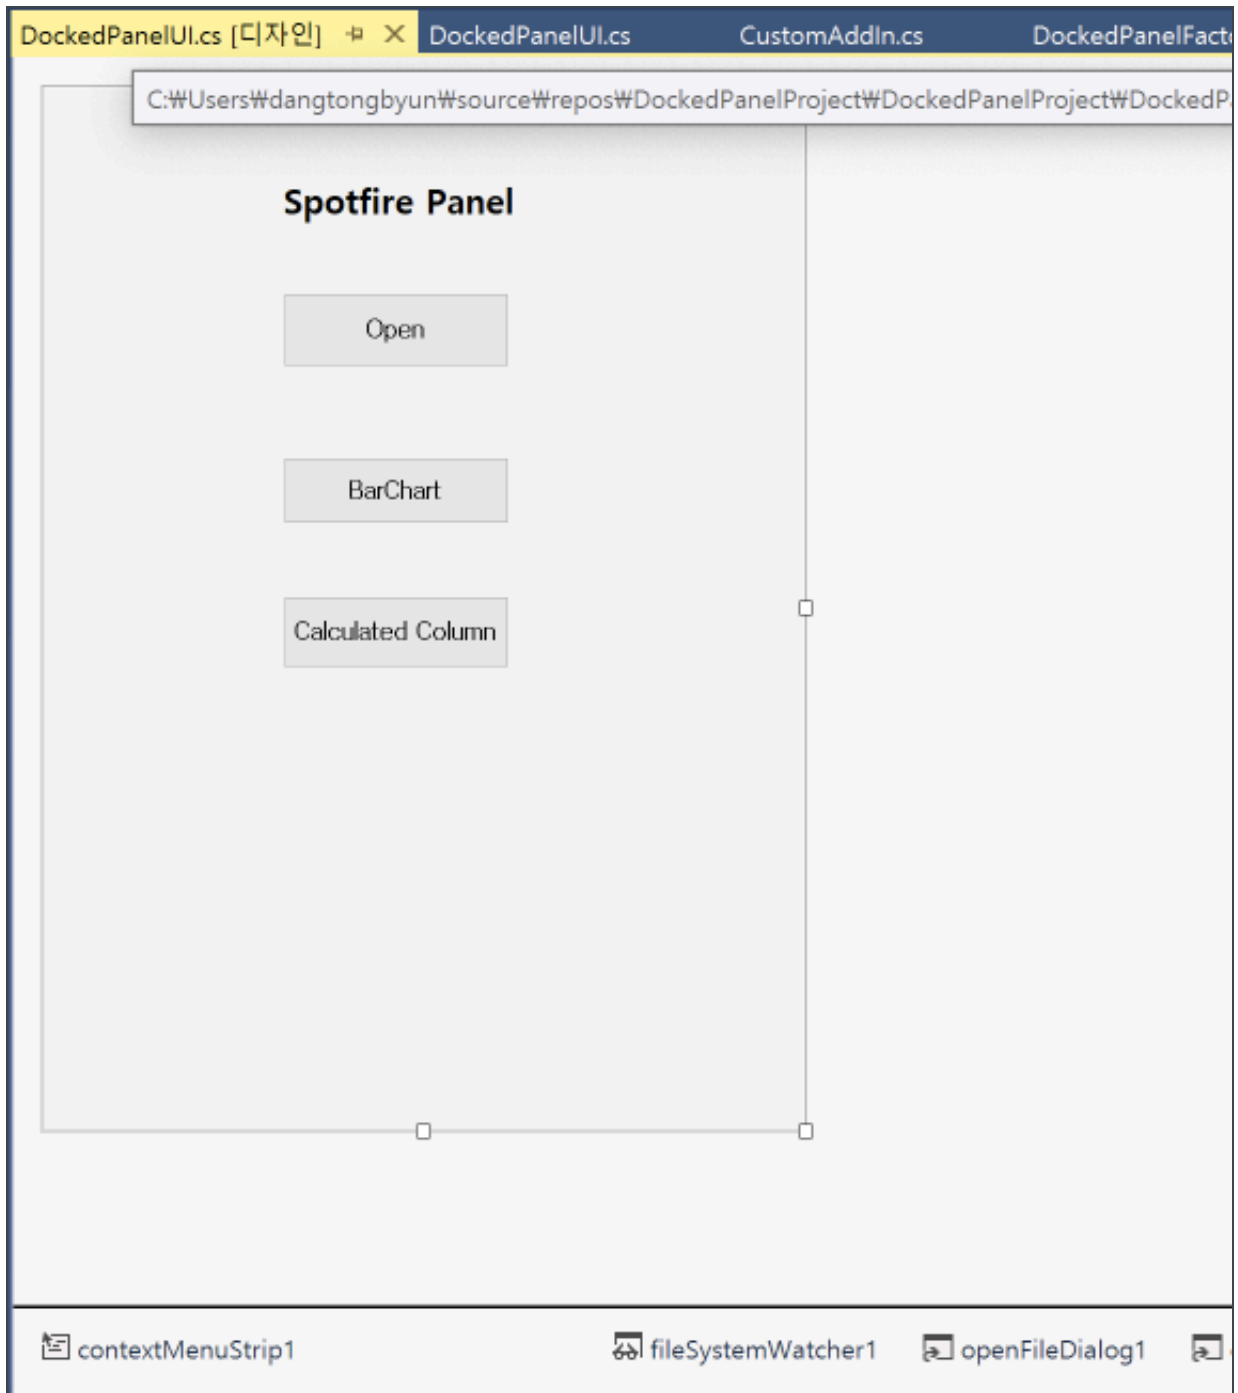 DockedPanelUI.cs [디자인] DockedPanelUI.cs CustomAddIn.cs DockedPanelFact
C:₩Users₩dangtongbyun₩source₩repos₩DockedPanelProject₩DockedPanelProject₩DockedP
Spotfire Panel
Open
BarChart
Calculated Column
contextMenuStrip1 fileSystemWatcher1 openFileDialog1